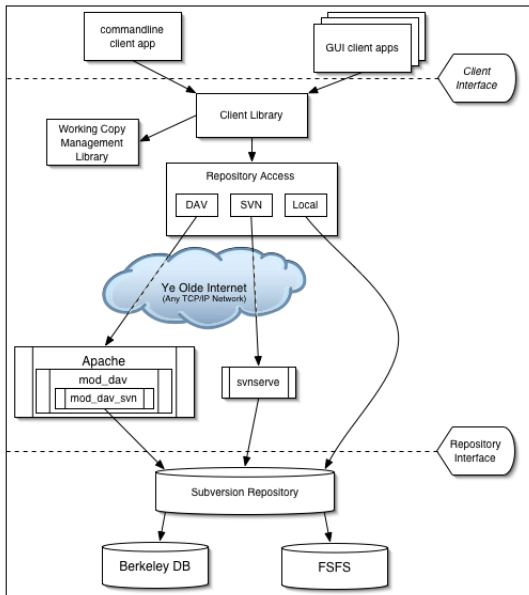 commandline
client app
GUI client apps
Client
Interface
Client Library
Working Copy
Management
Library
Repository Access
DAV
SVN
Local
Ye Olde Internet
(Any TCP/IP Network)
Apache
mod_dav
mod_dav_svn
svnserve
Repository
Interface
Subversion Repository
Berkeley DB
FSFS